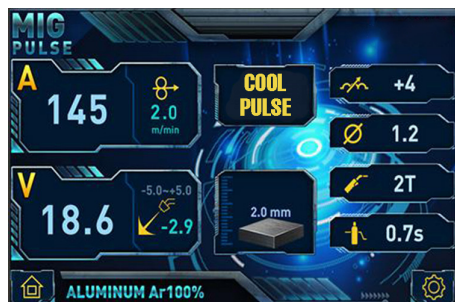 MIG
PULSE
A
145
2.0
m/min
COOL
PULSE
+4
1.2
2T
0.7s
V
18.6
-5.0~+5.0
-2.9
2.0 mm
ALUMINUM Ar100%